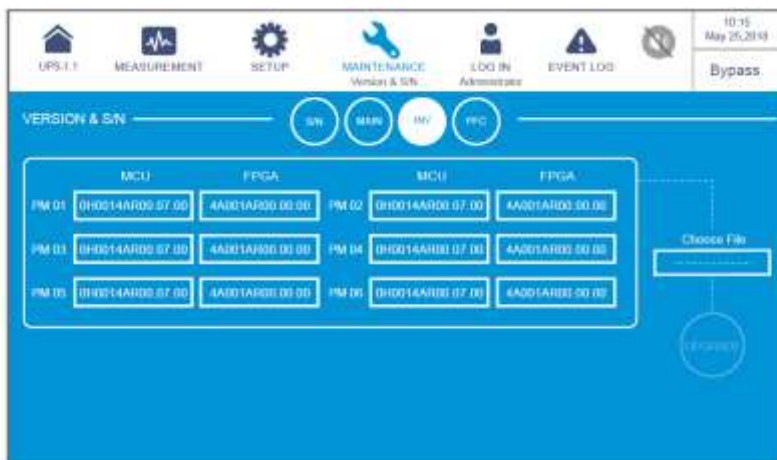 10:15
May 25,2018
UPS-1.1 MEASUREMENT SETUP MAINTENANCE LOG IN EVENT LOG
Version & S/N Administrator
Bypass
VERSION & S/N S/N MAIN INV PFC
MCU FPGA MCU FPGA
PM 01 0H0014AR00.07.00 4A001AR00.00.00 PM 02 0H0014AR00.07.00 4A001AR00.00.00
Choose File
PM 03 0H0014AR00.07.00 4A001AR00.00.00 PM 04 0H0014AR00.07.00 4A001AR00.00.00
PM 05 0H0014AR00.07.00 4A001AR00.00.00 PM 06 0H0014AR00.07.00 4A001AR00.00.00